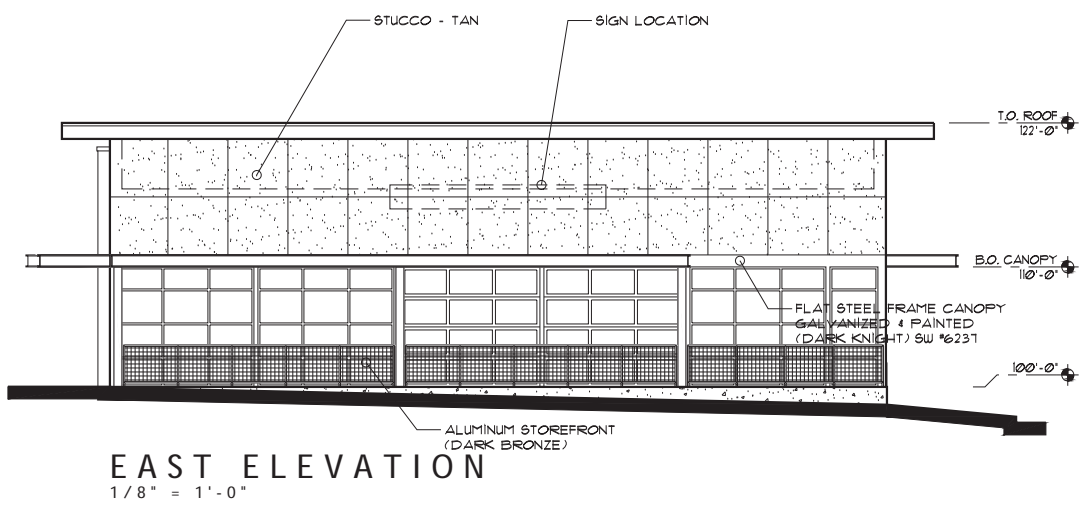 STUCCO - TAN
SIGN LOCATION
T.O. ROOF
122'-0"
B.O. CANOPY
110'-0"
FLAT STEEL FRAME CANOPY
GALVANIZED & PAINTED
(DARK KNIGHT) SW #6237
100'-0"
ALUMINUM STOREFRONT
(DARK BRONZE)
EAST ELEVATION
1/8" = 1'-0"